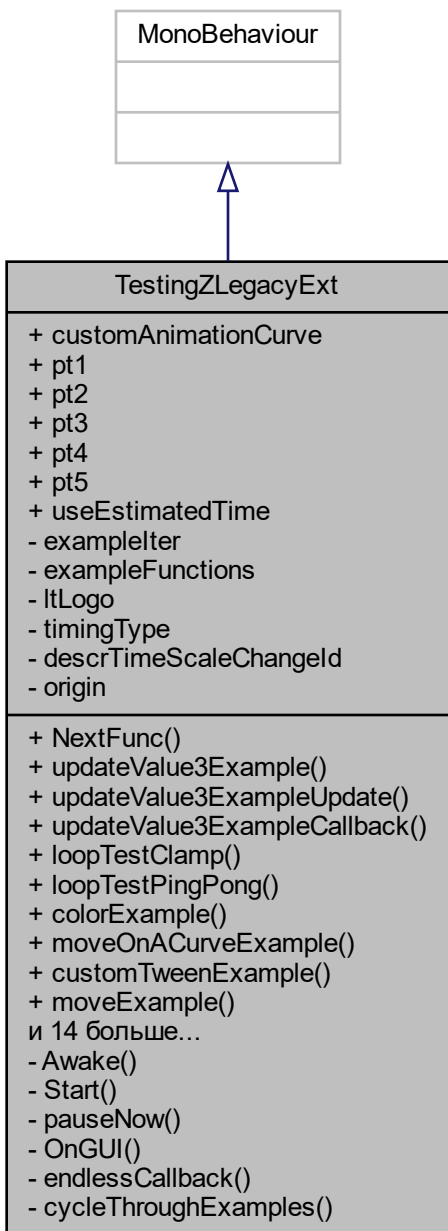 MonoBehaviour
TestingZLegacyExt
+ customAnimationCurve
+ pt1
+ pt2
+ pt3
+ pt4
+ pt5
+ useEstimatedTime
- exampleIter
- exampleFunctions
- ltLogo
- timingType
- descrTimeScaleChangeId
- origin
+ NextFunc()
+ updateValue3Example()
+ updateValue3ExampleUpdate()
+ updateValue3ExampleCallback()
+ loopTestClamp()
+ loopTestPingPong()
+ colorExample()
+ moveOnACurveExample()
+ customTweenExample()
+ moveExample()
и 14 больше...
- Awake()
- Start()
- pauseNow()
- OnGUI()
- endlessCallback()
- cycleThroughExamples()